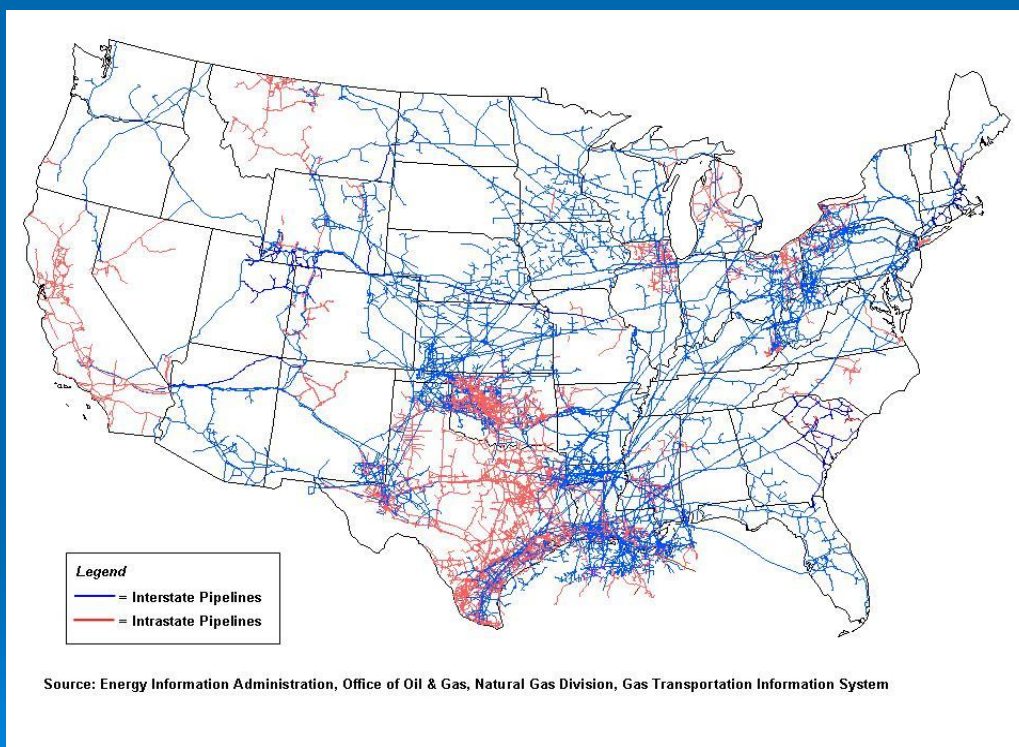 Legend
= Interstate Pipelines
= Intrastate Pipelines
Source: Energy Information Administration, Office of Oil & Gas, Natural Gas Division, Gas Transportation Information System